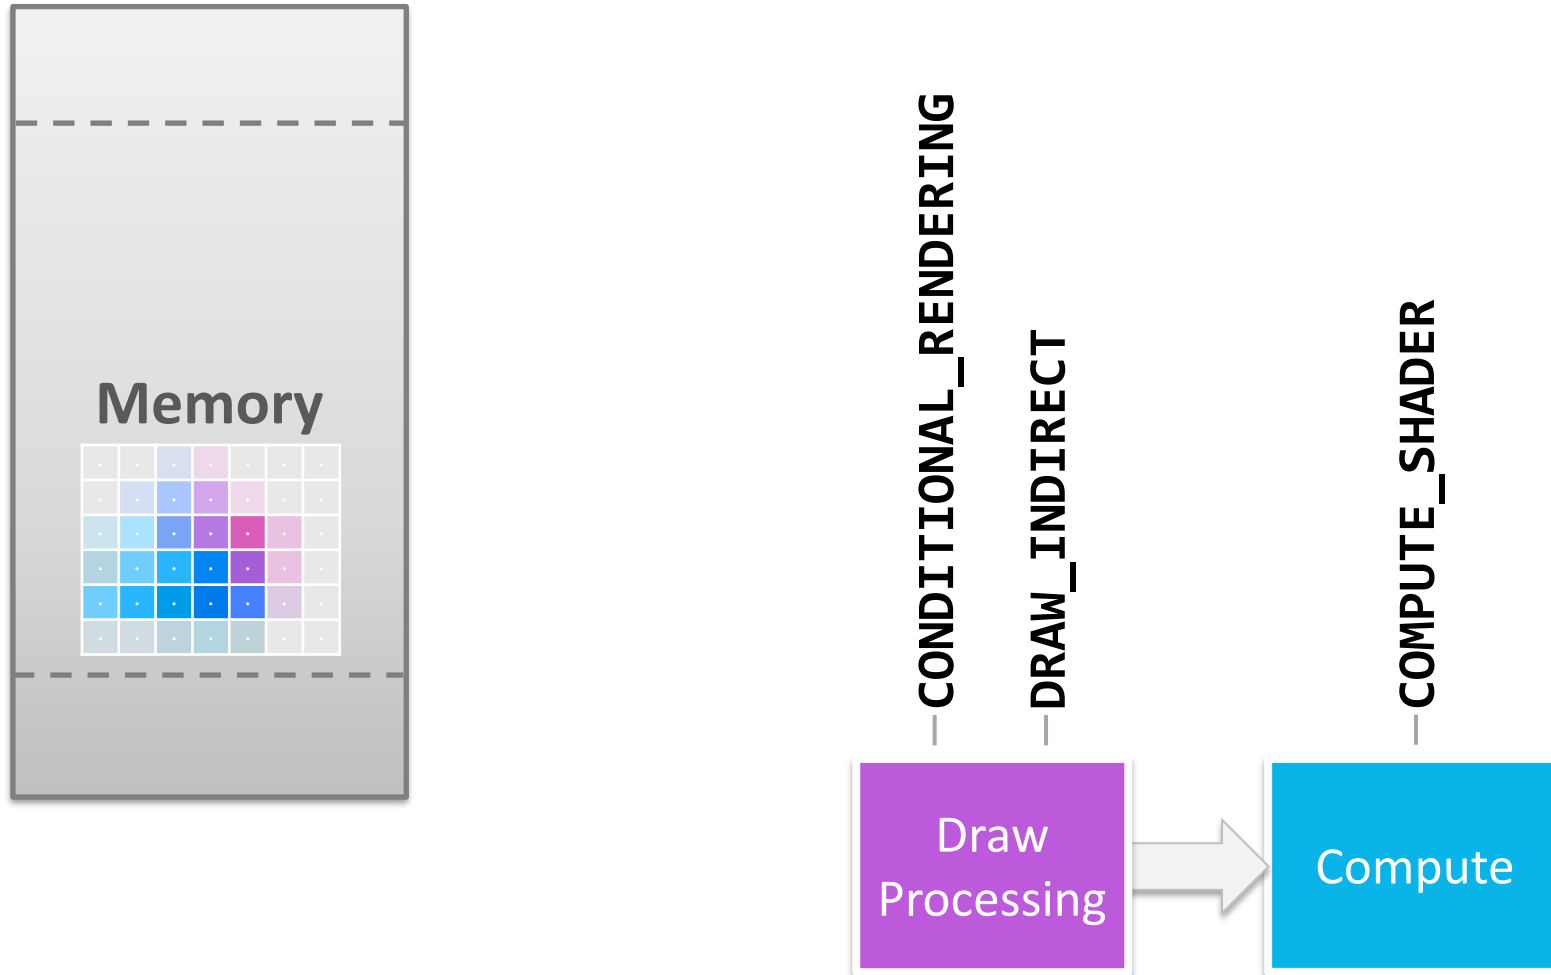 Memory
CONDITIONAL_RENDERING
DRAW_INDIRECT
COMPUTE_SHADER
Draw
Processing
Compute